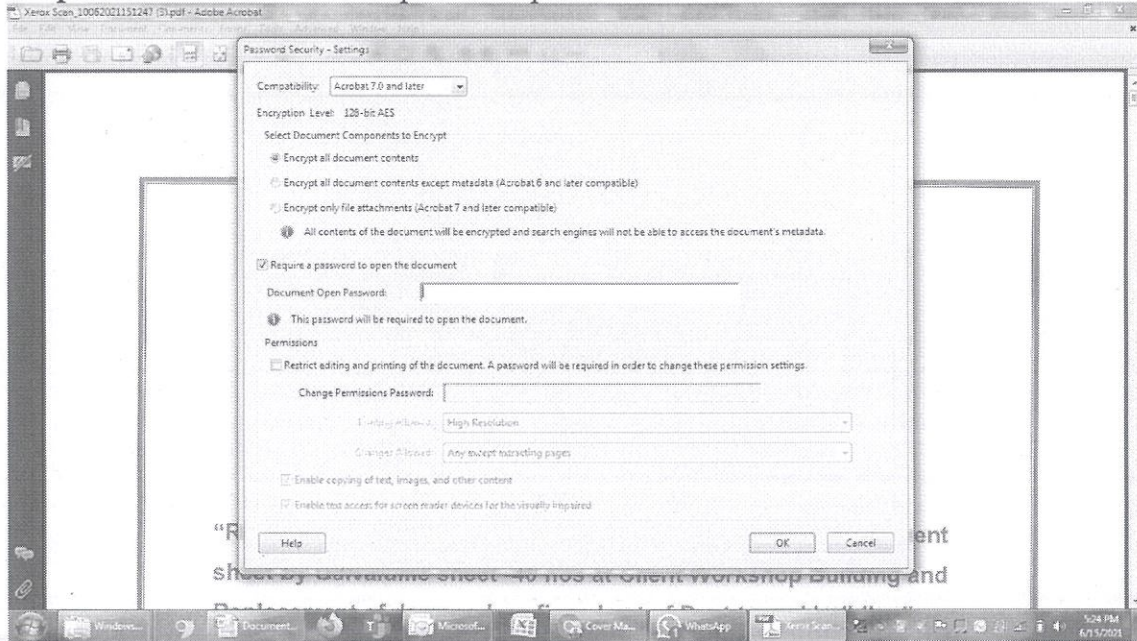 Xerox Scan_10062021151247 (3).pdf - Adobe Acrobat
Password Security - Settings
Compatibility: Acrobat 7.0 and later
Encryption Level: 128-bit AES
Select Document Components to Encrypt
Encrypt all document contents
Encrypt all document contents except metadata (Acrobat 6 and later compatible)
Encrypt only file attachments (Acrobat 7 and later compatible)
All contents of the document will be encrypted and search engines will not be able to access the document's metadata.
Require a password to open the document
Document Open Password:
This password will be required to open the document.
Permissions
Restrict editing and printing of the document. A password will be required in order to change these permission settings.
Change Permissions Password:
High Resolution
Changes Allowed: Any except extracting pages
Enable copying of text, images, and other content
Enable text access for screen reader devices for the visually impaired
Help OK Cancel
"R ent
Workshop Building and
Windows... Document... Microsof... Cover Ma... WhatsApp Xerox Scan... 5:24 PM
6/15/2021